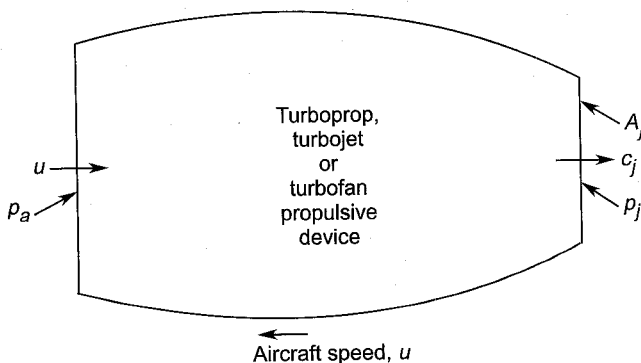 Turboprop,
turbojet
or
turbofan
propulsive
device
u
p_a
A_j
c_j
p_j
Aircraft speed, u